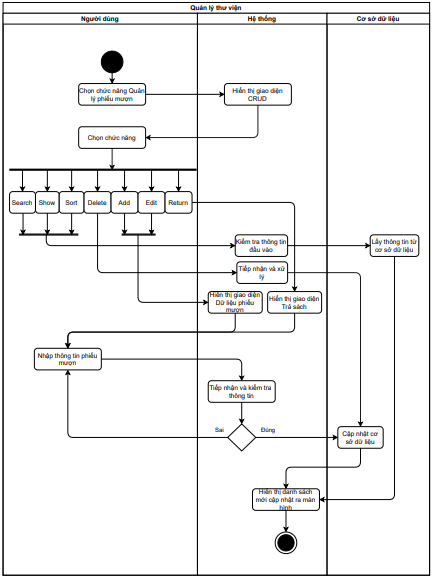 Quản lý thư viện
Người dùng
Hệ thống
Cơ sở dữ liệu
Chọn chức năng Quản
lý phiếu mượn
Hiển thị giao diện
CRUD
Chọn chức năng
Search
Show
Sort
Delete
Add
Edit
Return
Kiểm tra thông tin
đầu vào
Lấy thông tin từ
cơ sở dữ liệu
Tiếp nhận và xử
lý
Hiển thị giao diện
Dữ liệu phiếu
mượn
Hiển thị giao diện
Trả sách
Nhập thông tin phiếu
mượn
Tiếp nhận và kiểm tra
thông tin
Sai
Đúng
Cập nhật cơ
sở dữ liệu
Hiển thị danh sách
mới cập nhật ra màn
hình